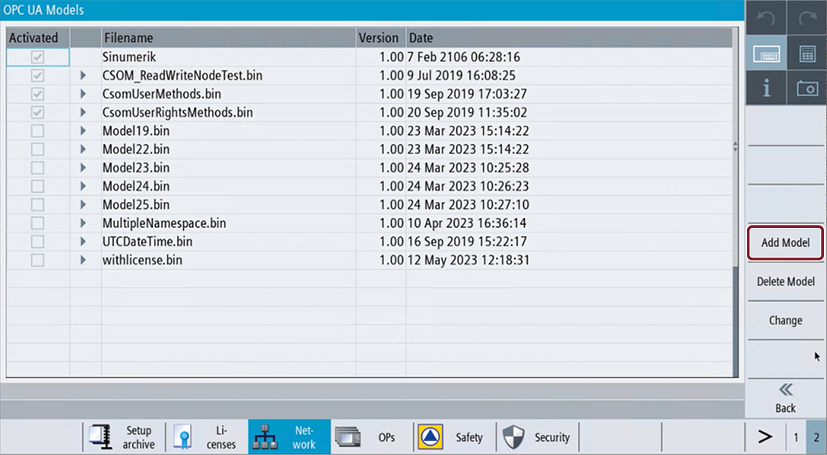 OPC UA Models
Activated Filename Version Date
Sinumerik 1.00 7 Feb 2106 06:28:16
CSOM_ReadWriteNodeTest.bin 1.00 9 Jul 2019 16:08:25
CsomUserMethods.bin 1.00 19 Sep 2019 17:03:27
CsomUserRightsMethods.bin 1.00 20 Sep 2019 11:35:02
Model19.bin 1.00 23 Mar 2023 15:14:22
Model22.bin 1.00 23 Mar 2023 15:14:22
Model23.bin 1.00 24 Mar 2023 10:25:28
Model24.bin 1.00 24 Mar 2023 10:26:23
Model25.bin 1.00 24 Mar 2023 10:27:10
MultipleNamespace.bin 1.00 10 Apr 2023 16:36:14
UTCDateTime.bin 1.00 16 Sep 2019 15:22:17
withlicense.bin 1.00 12 May 2023 12:18:31
Add Model
Delete Model
Change
Back
Setup
archive
Li-
censes
Net-
work
OPs
Safety
Security
1
2